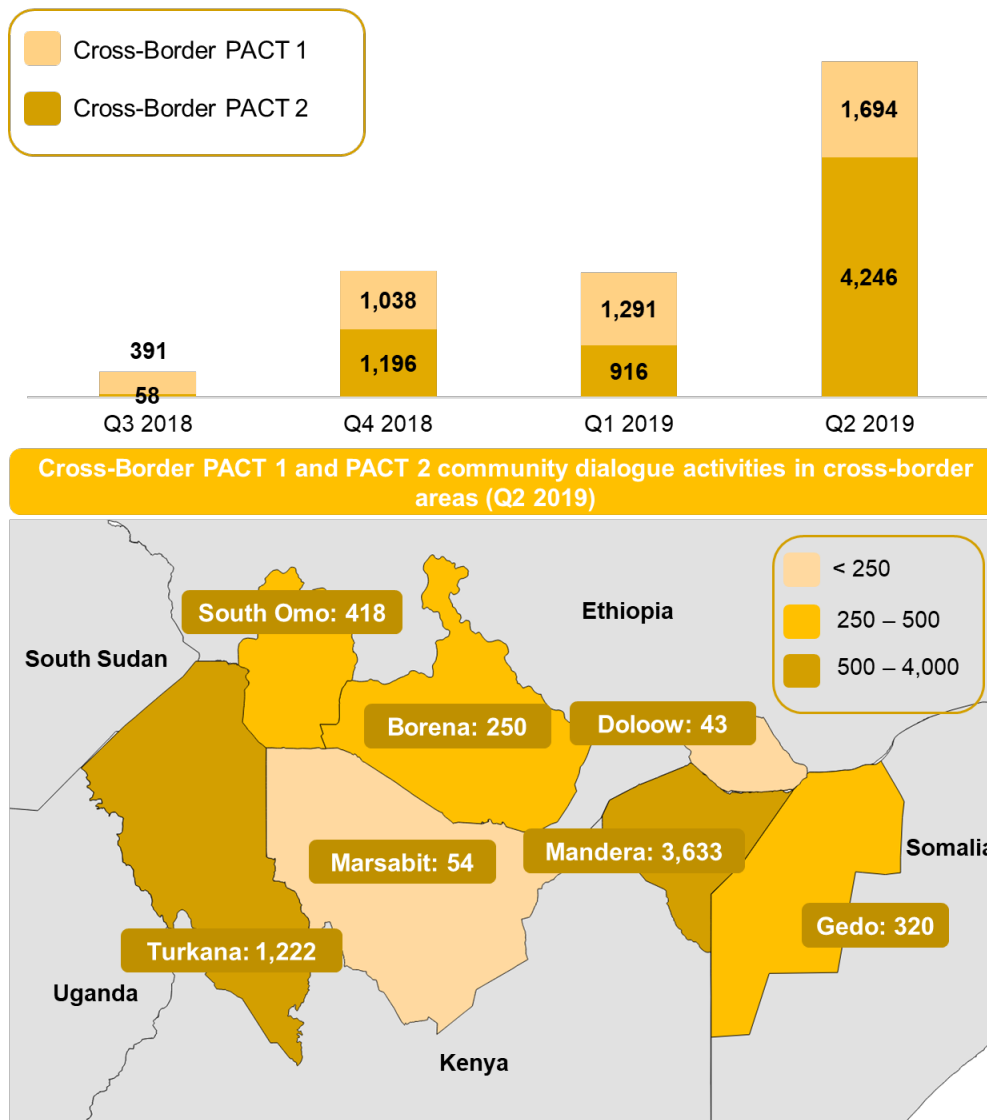 Cross-Border PACT 1
Cross-Border PACT 2
1,694
4,246
1,038
1,196
1,291
916
391
58
Q3 2018
Q4 2018
Q1 2019
Q2 2019
Cross-Border PACT 1 and PACT 2 community dialogue activities in cross-border
areas (Q2 2019)
< 250
250 – 500
500 – 4,000
South Omo: 418
Ethiopia
South Sudan
Borena: 250
Doloow: 43
Marsabit: 54
Mandera: 3,633
Somalia
Gedo: 320
Turkana: 1,222
Uganda
Kenya